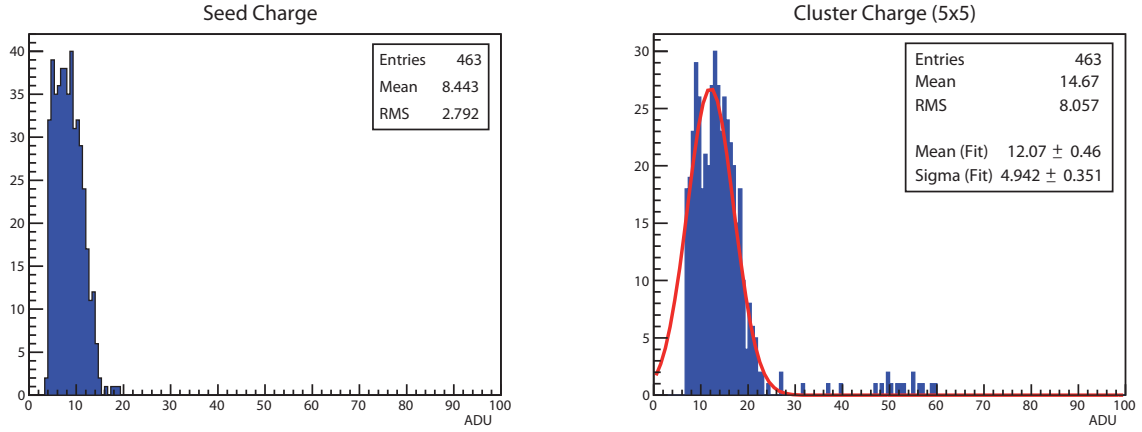 Seed Charge
40
35
30
25
20
15
10
5
0
Entries 463
Mean 8.443
RMS 2.792
0 10 20 30 40 50 60 70 80 90 100
ADU
Cluster Charge (5x5)
30
25
20
15
10
5
0
Entries 463
Mean 14.67
RMS 8.057
Mean (Fit) 12.07 ± 0.46
Sigma (Fit) 4.942 ± 0.351
0 10 20 30 40 50 60 70 80 90 100
ADU